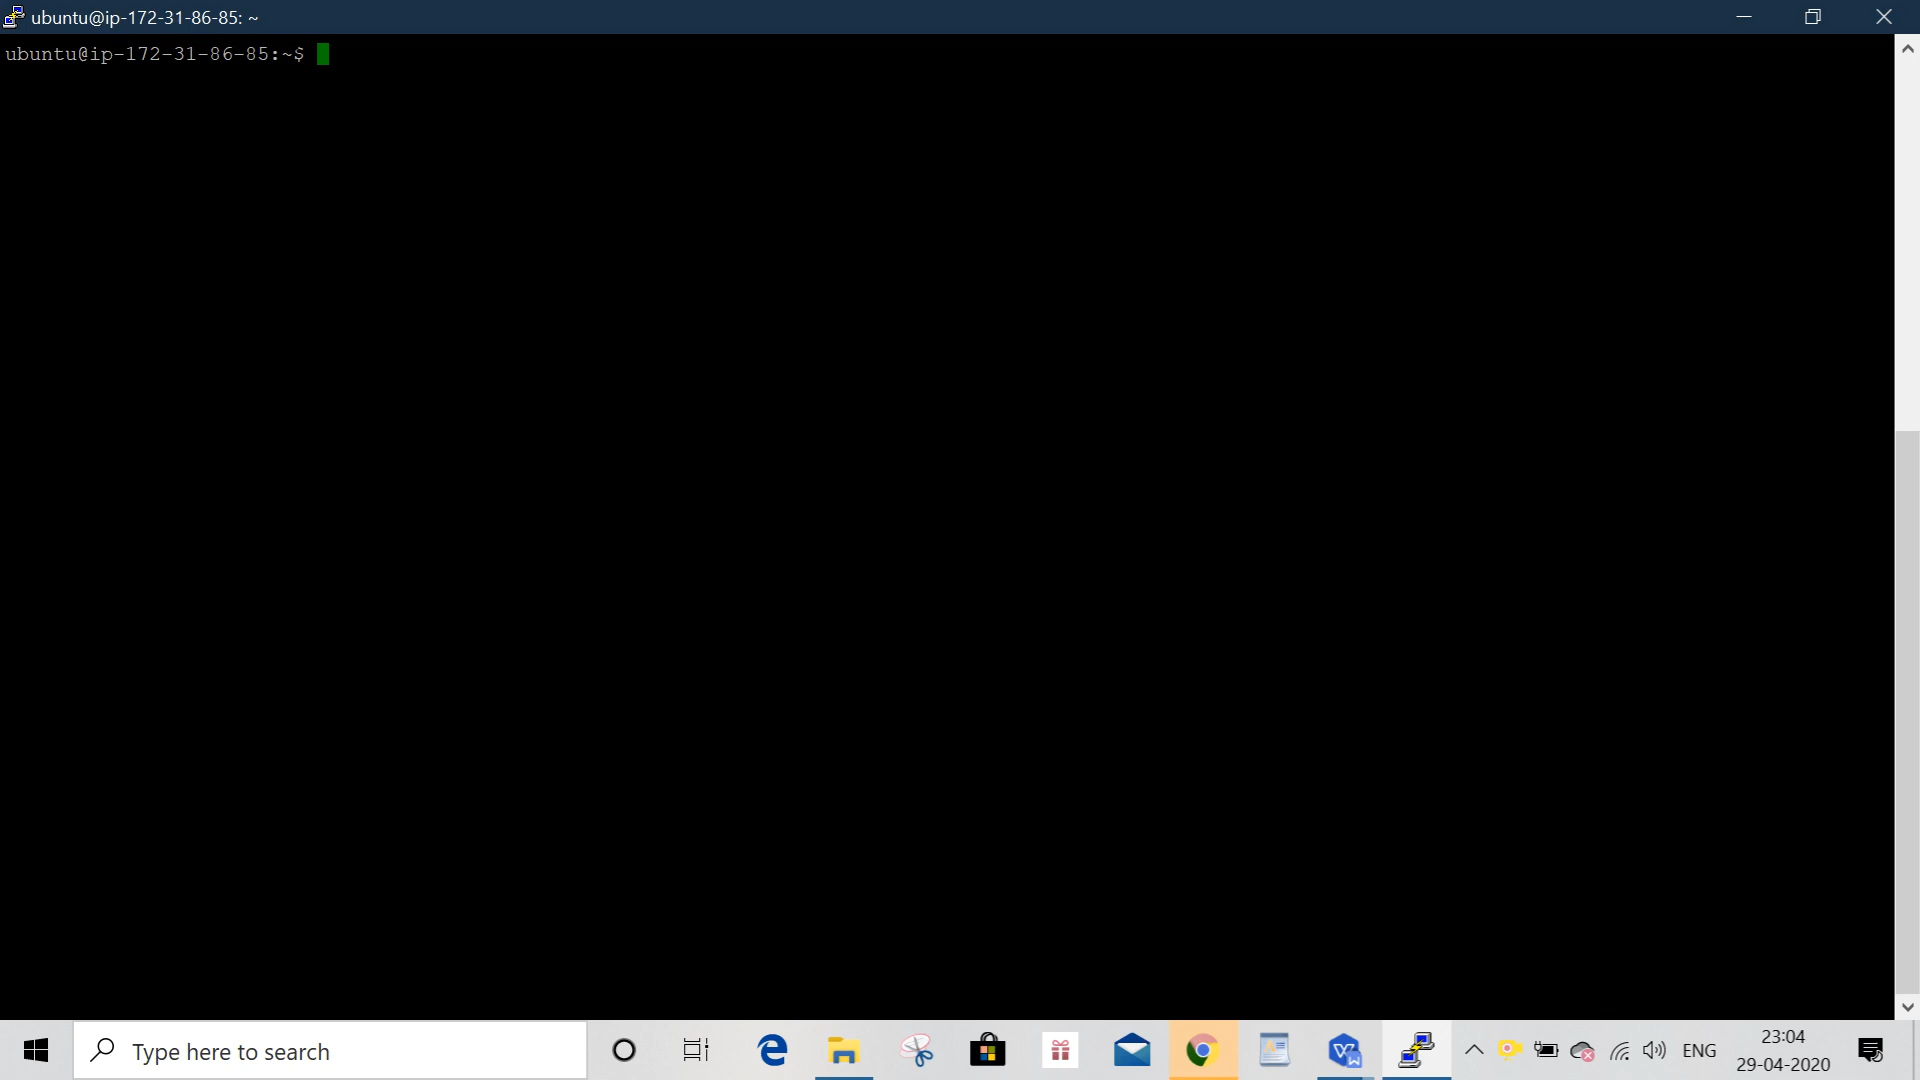 ubuntu@ip-172-31-86-85: ~
ubuntu@ip-172-31-86-85:~$
Type here to search
ENG
23:04
29-04-2020